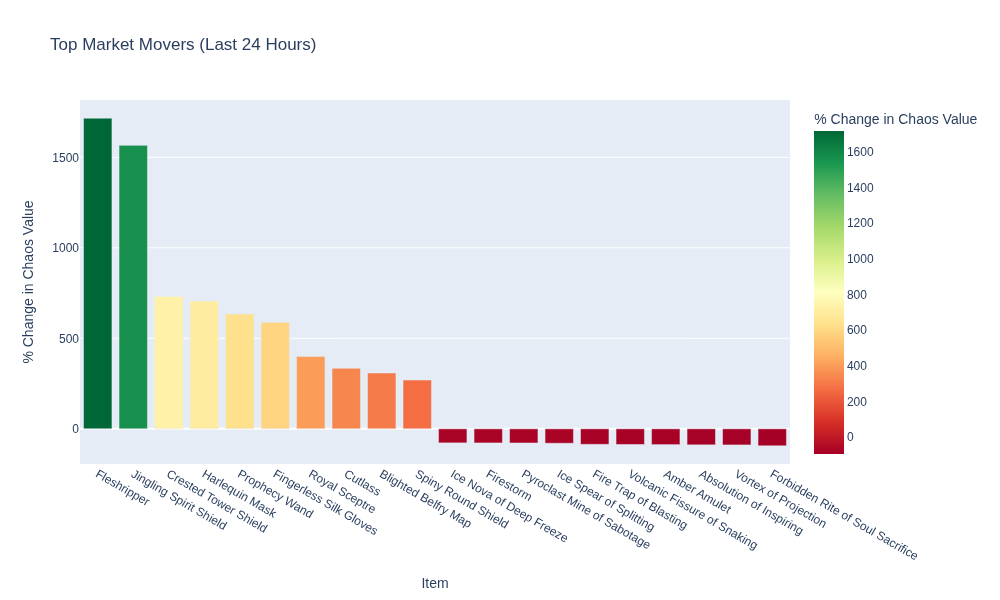 Top Market Movers (Last 24 Hours)
% Change in Chaos Value
1500
1000
500
0
Fleshripper
Jingling Spirit Shield
Crested Tower Shield
Harlequin Mask
Prophecy Wand
Fingerless Silk Gloves
Royal Sceptre
Cutlass
Blighted Belfry Map
Spiny Round Shield
Ice Nova of Deep Freeze
Firestorm
Pyroclast Mine of Sabotage
Ice Spear of Splitting
Fire Trap of Blasting
Volcanic Fissure of Snaking
Amber Amulet
Absolution of Inspiring
Vortex of Projection
Forbidden Rite of Soul Sacrifice
Item
% Change in Chaos Value
1600
1400
1200
1000
800
600
400
200
0